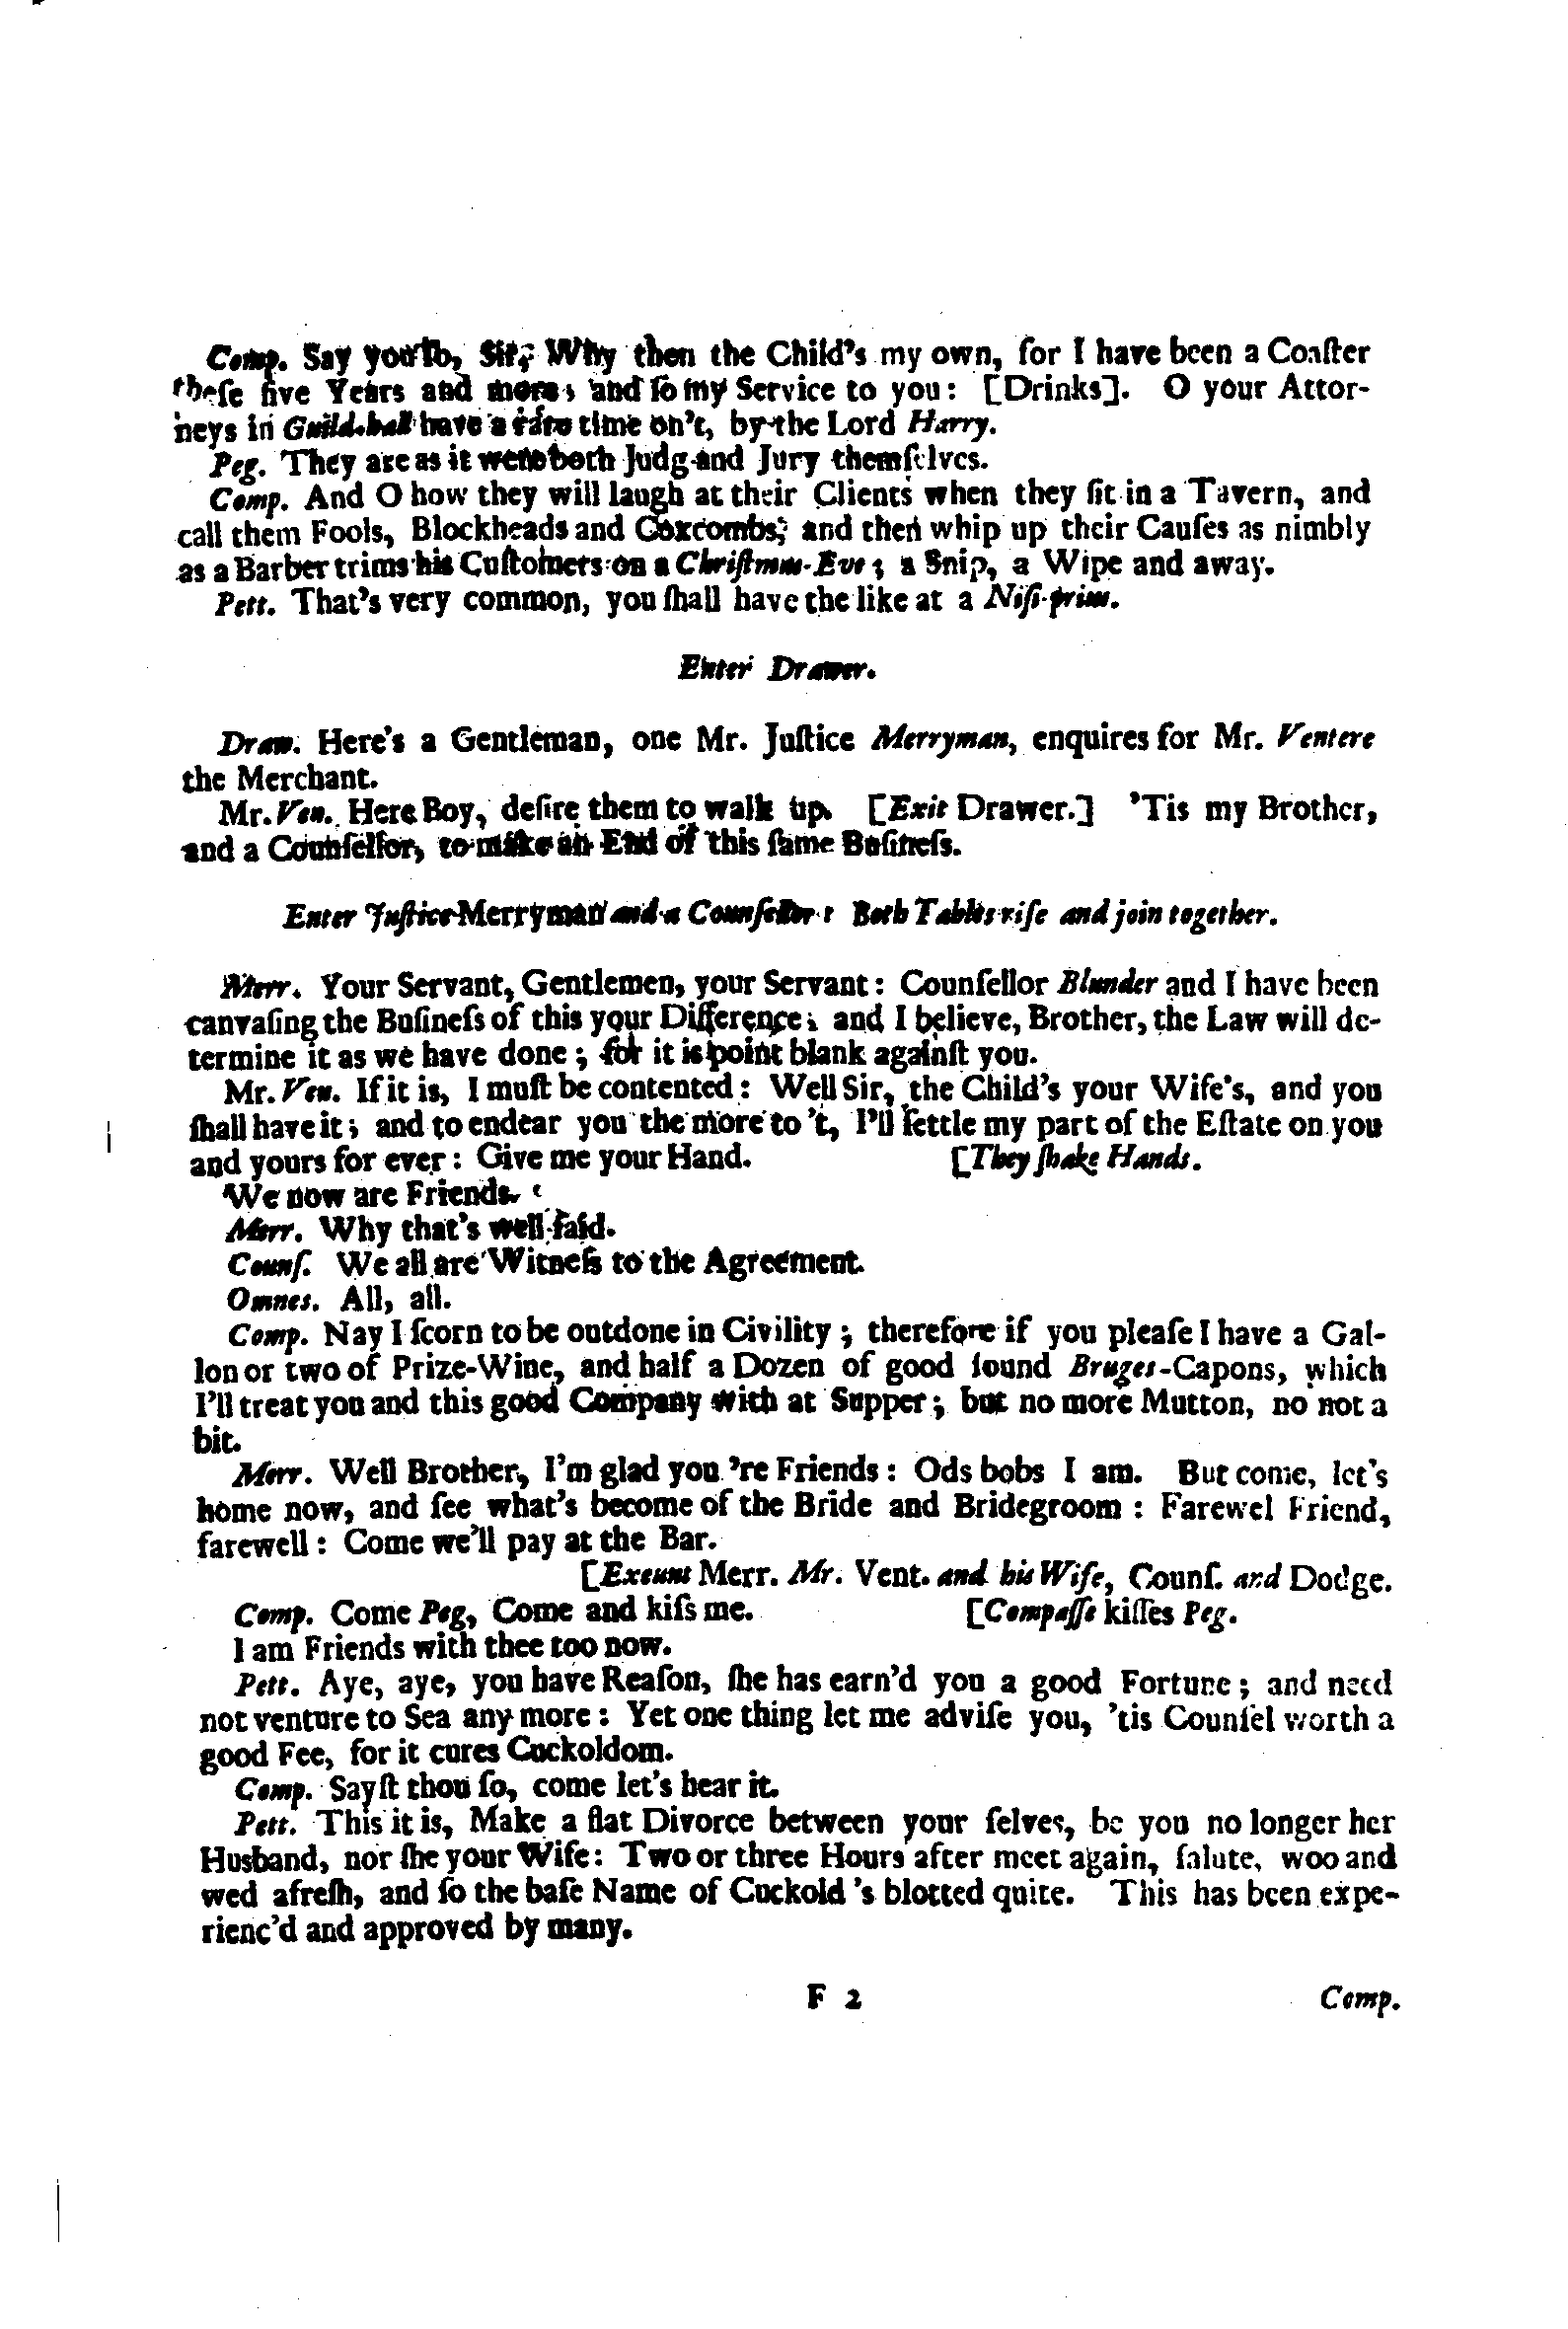 Comp. Say you ſo, Sir; Why then the Child's my own, for I have been a Coaſter
theſe five Years and more; and ſo my Service to you: [Drinks]. O your Attor-
neys in Guild-hall have a rare time on't, by the Lord Harry.
Peg. They are as it were both Judg and Jury themſelves.
Comp. And O how they will laugh at their Clients when they ſit in a Tavern, and
call them Fools, Blockheads and Coxcombs; and then whip up their Cauſes as nimbly
as a Barber trims his Cuſtomers on a Chriſtmas-Eve; a Snip, a Wipe and away.
Pett. That's very common, you ſhall have the like at a Niſi-prius.
Enter Drawer.
Draw. Here's a Gentleman, one Mr. Juſtice Merryman, enquires for Mr. Ventere
the Merchant.
Mr. Ven. Here Boy, deſire them to walk up. [Exit Drawer.] 'Tis my Brother,
and a Counſellor, to make an End of this ſame Buſineſs.
Enter Juſtice Merryman and a Counſellor: Both Tables riſe and join together.
Merr. Your Servant, Gentlemen, your Servant: Counſellor Blunder and I have been
canvaſing the Buſineſs of this your Difference; and I believe, Brother, the Law will de-
termine it as we have done; for it is point blank againſt you.
Mr. Ven. If it is, I muſt be contented: Well Sir, the Child's your Wife's, and you
ſhall have it; and to endear you the more to 't, I'll ſettle my part of the Eſtate on you
and yours for ever: Give me your Hand. [They ſhake Hands.
We now are Friends.
Merr. Why that's well ſaid.
Counſ. We all are Witneſs to the Agreement.
Omnes. All, all.
Comp. Nay I ſcorn to be outdone in Civility; therefore if you pleaſe I have a Gal-
lon or two of Prize-Wine, and half a Dozen of good ſound Bruges-Capons, which
I'll treat you and this good Company with at Supper; but no more Mutton, no not a
bit.
Merr. Well Brother, I'm glad you 're Friends: Ods bobs I am. But come, let's
home now, and ſee what's become of the Bride and Bridegroom: Farewel Friend,
farewell: Come we'll pay at the Bar.
[Exeunt Merr. Mr. Vent. and his Wife, Counſ. and Dodge.
Comp. Come Peg, Come and kiſs me. [Compaſſe kiſſes Peg.
I am Friends with thee too now.
Pett. Aye, aye, you have Reaſon, ſhe has earn'd you a good Fortune; and need
not venture to Sea any more: Yet one thing let me adviſe you, 'tis Counſel worth a
good Fee, for it cures Cuckoldom.
Comp. Sayſt thou ſo, come let's hear it.
Pett. This it is, Make a flat Divorce between your ſelves, be you no longer her
Husband, nor ſhe your Wife: Two or three Hours after meet again, ſalute, woo and
wed afreſh, and ſo the baſe Name of Cuckold 's blotted quite. This has been expe-
rienc'd and approved by many.
F 2 Comp.